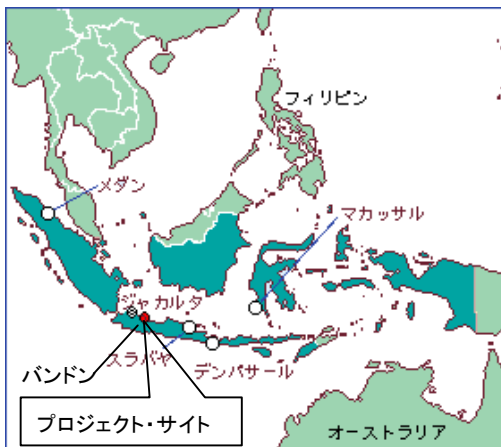 フィリピン
メダン
マカッサル
ジャカルタ
スラバヤ
デンパサール
バンドン
プロジェクト・サイト
オーストラリア